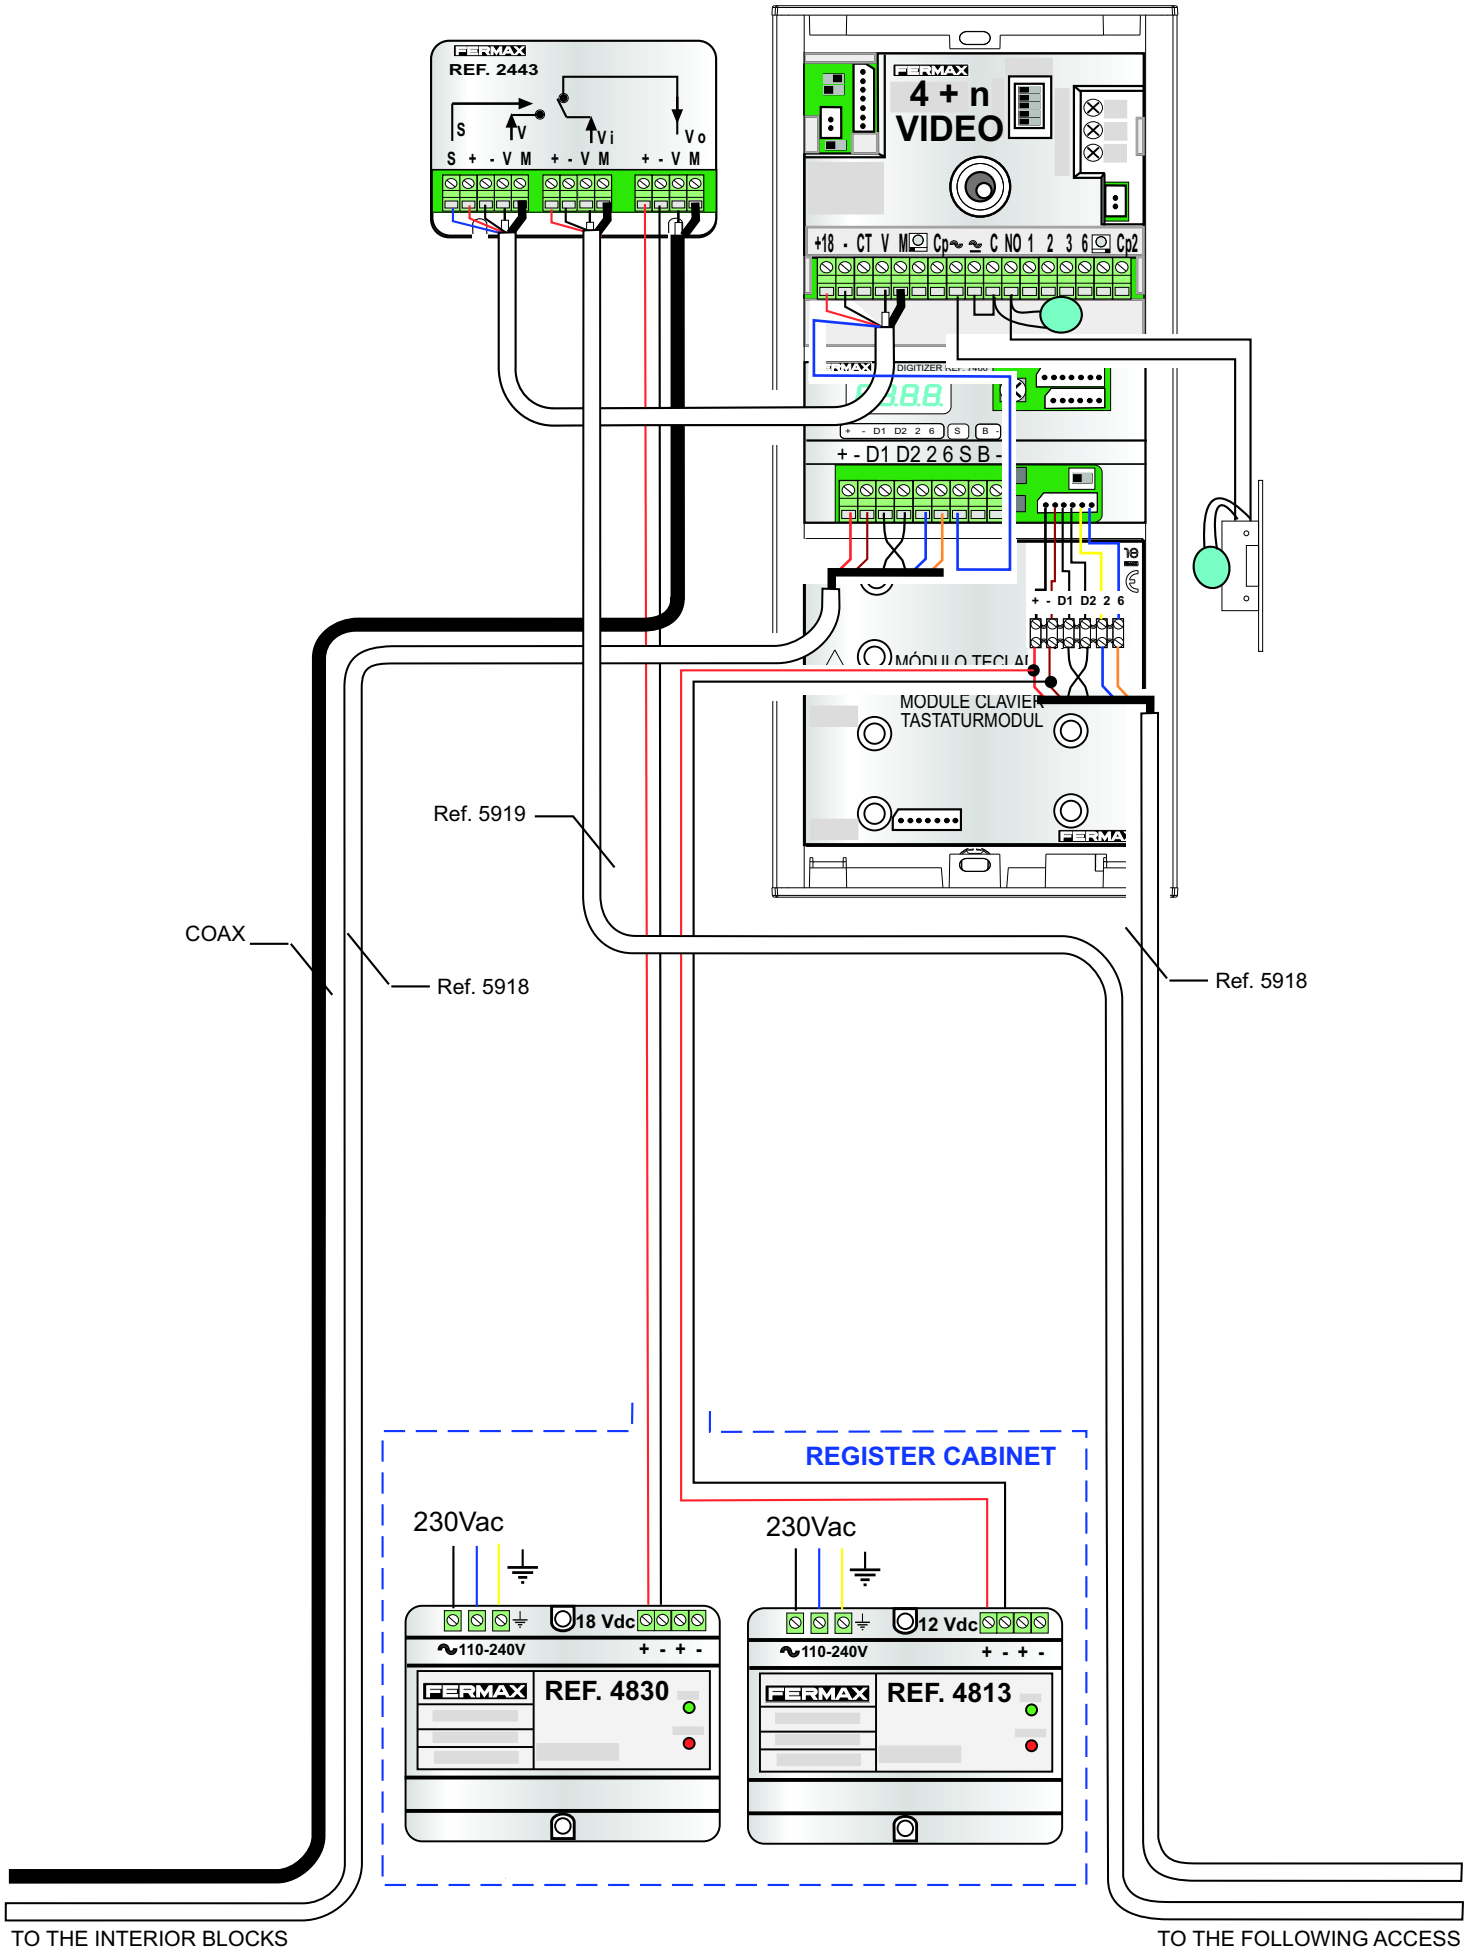 FERMAX
REF. 2443
S
V
Vi
Vo
S + - V M
+ - V M
+ - V M
FERMAX
4 + n
VIDEO
+18 - CT V M Cp C NO 1 2 3 6 Cp2
+ - D1 D2 2 6 S B -
+ - D1 D2 2 6 S B -
18
+ - D1 D2 2 6
MÓDULO
MODULE CLAVIER
TASTATURMODUL
Ref. 5919
COAX
Ref. 5918
Ref. 5918
REGISTER CABINET
230Vac
230Vac
18 Vdc
110-240V
+ - + -
FERMAX
REF. 4830
12 Vdc
110-240V
+ - + -
FERMAX
REF. 4813
TO THE INTERIOR BLOCKS
TO THE FOLLOWING ACCESS